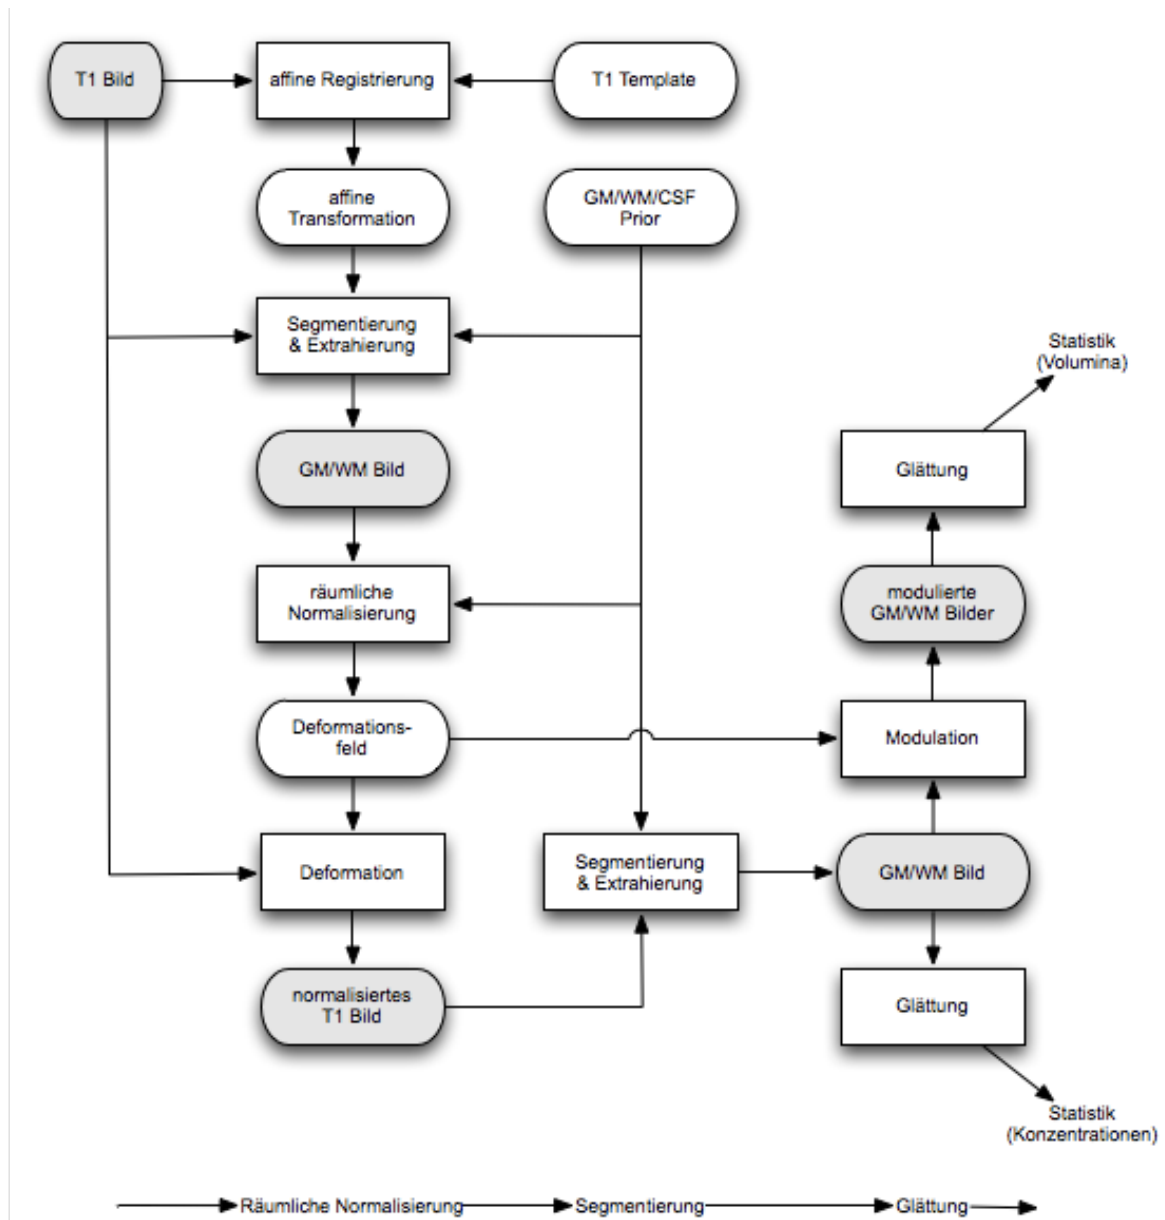 T1 Bild
affine Registrierung
T1 Template
affine
Transformation
GM/WM/CSF
Prior
Segmentierung
& Extrahierung
Statistik
(Volumina)
GM/WM Bild
Glättung
räumliche
Normalisierung
modulierte
GM/WM Bilder
Deformations-
feld
Modulation
Deformation
Segmentierung
& Extrahierung
GM/WM Bild
normalisiertes
T1 Bild
Glättung
Statistik
(Konzentrationen)
Räumliche Normalisierung
Segmentierung
Glättung